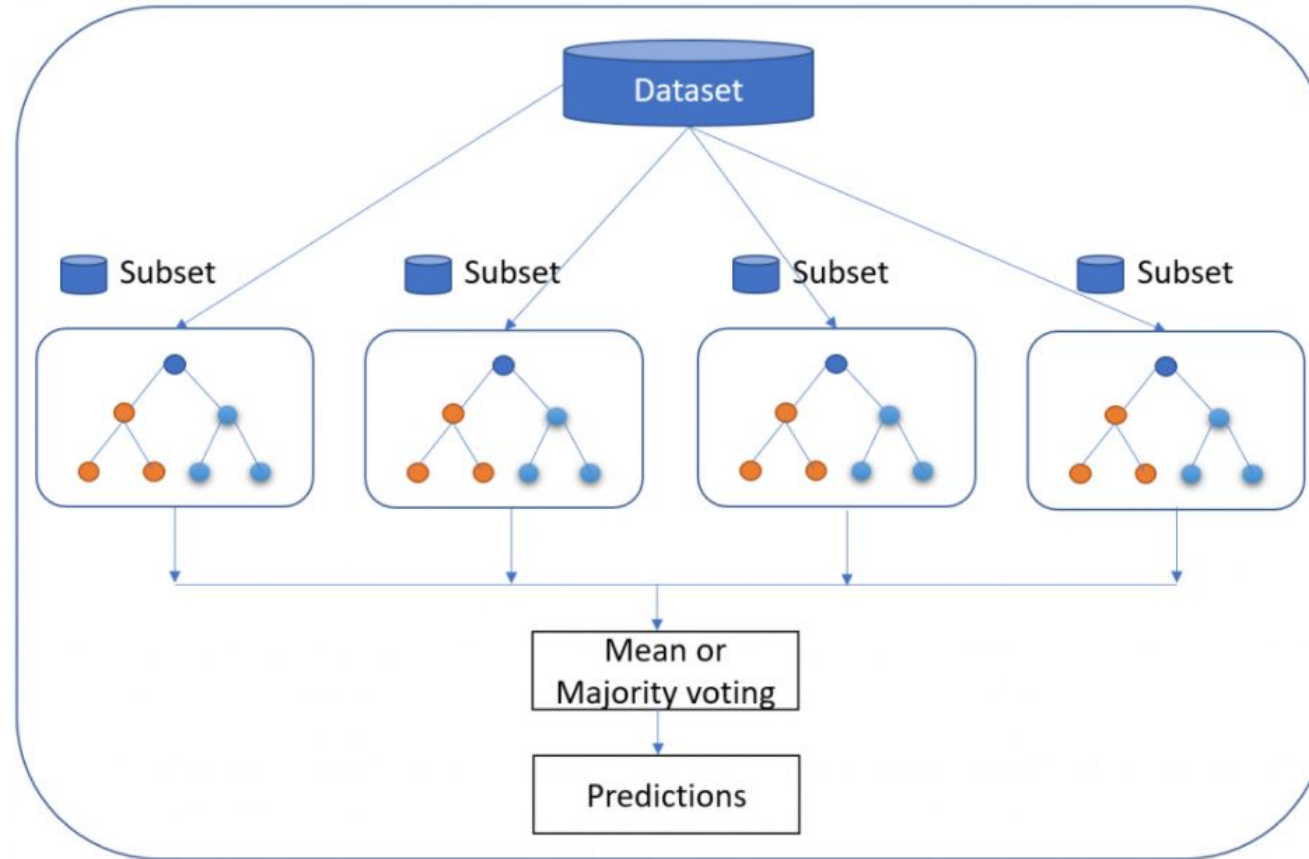 Dataset
Subset
Subset
Subset
Subset
Mean or
Majority voting
Predictions